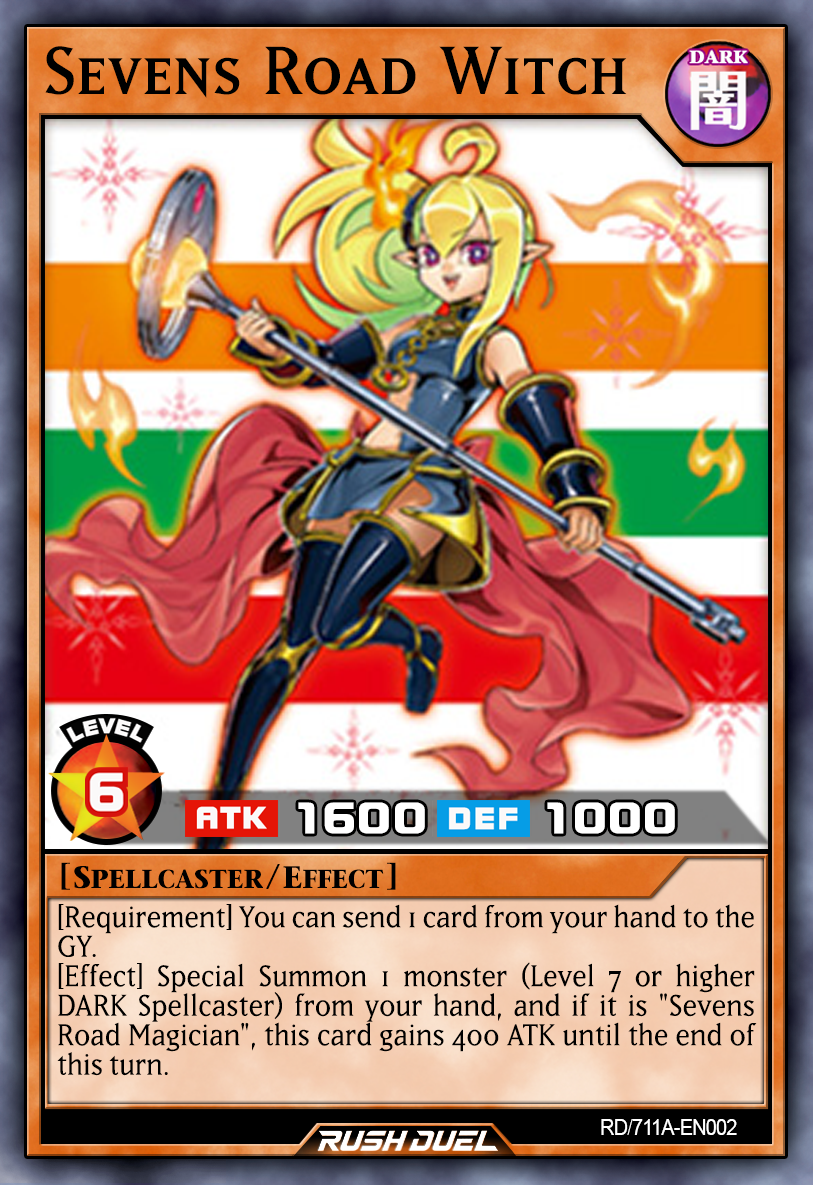 Sevens Road Witch
DARK
闇
LEVEL
6
ATK 1600 DEF 1000
[Spellcaster/Effect]
[Requirement] You can send 1 card from your hand to the
GY.
[Effect] Special Summon 1 monster (Level 7 or higher
DARK Spellcaster) from your hand, and if it is "Sevens
Road Magician", this card gains 400 ATK until the end of
this turn.
RD/711A-EN002
RUSH DUEL